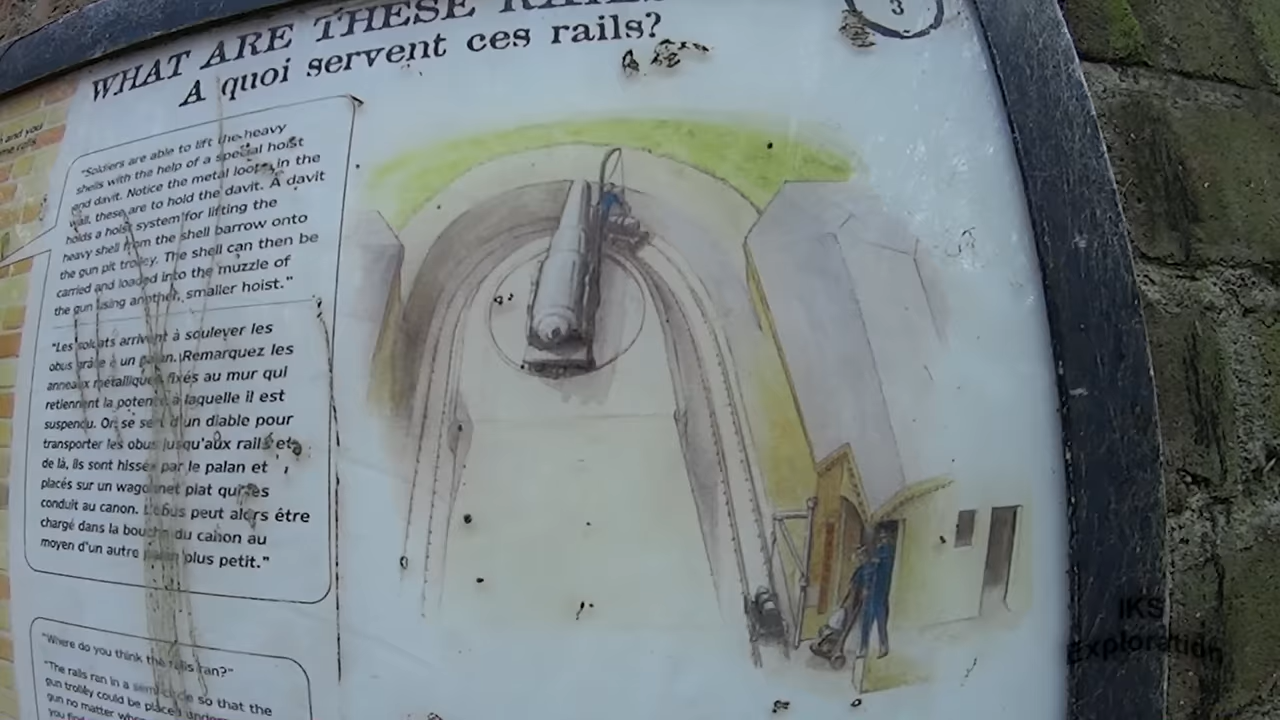 WHAT ARE THESE
A quoi servent ces rails?
3
and you
"Soldiers are able to lift the heavy
shells with the help of a special hoist
and davit. Notice the metal loops in the
wall, these are to hold the davit. A davit
holds a hoist system for lifting the
heavy shell from the shell barrow onto
the gun pit trolley. The shell can then be
carried and loaded into the muzzle of
the gun using another, smaller hoist."
"Les soldats arrivent à soulever les
obus grâce à un palan. Remarquez les
anneaux métalliques fixés au mur qui
retiennent la potence à laquelle il est
suspendu. On se sert d'un diable pour
transporter les obus jusqu'aux rails et
de là, ils sont hissés par le palan et
placés sur un wagonnet plat qui les
conduit au canon. L'obus peut alors être
chargé dans la bouche du canon au
moyen d'un autre plus petit."
"Where do you think the rails ran?"
"The rails ran in a semi-circle so that the
gun trolley could be placed under
gun no matter
you
IKS
Exploration